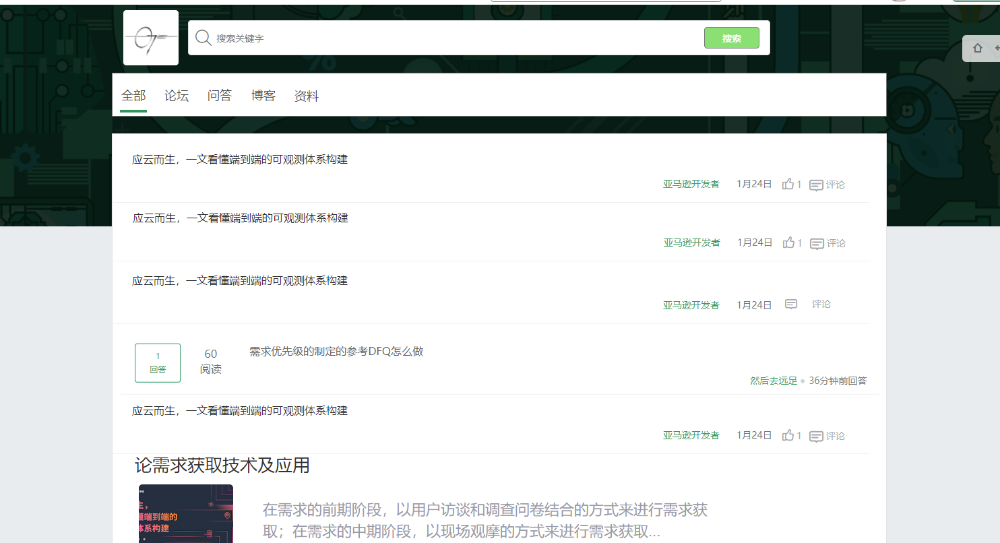 搜索关键字
搜索
全部 论坛 问答 博客 资料
应云而生，一文看懂端到端的可观测体系构建
亚马逊开发者 1月24日 1 评论
应云而生，一文看懂端到端的可观测体系构建
亚马逊开发者 1月24日 1 评论
应云而生，一文看懂端到端的可观测体系构建
亚马逊开发者 1月24日 评论
1
回答
60
阅读
需求优先级的制定的参考DFQ怎么做
然后去远足 36分钟前回答
应云而生，一文看懂端到端的可观测体系构建
亚马逊开发者 1月24日 1 评论
论需求获取技术及应用
生，
懂端到端的
体系构建
在需求的前期阶段，以用户访谈和调查问卷结合的方式来进行需求获
取；在需求的中期阶段，以现场观摩的方式来进行需求获取...